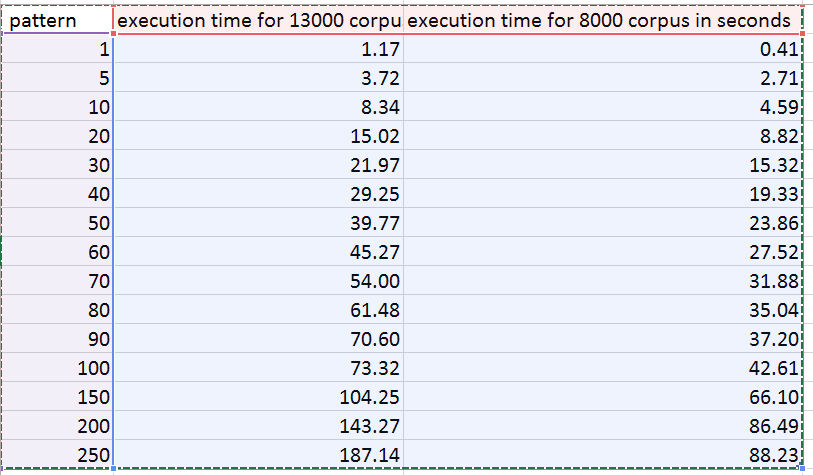 pattern execution time for 13000 corpu execution time for 8000 corpus in seconds
1 1.17 0.41
5 3.72 2.71
10 8.34 4.59
20 15.02 8.82
30 21.97 15.32
40 29.25 19.33
50 39.77 23.86
60 45.27 27.52
70 54.00 31.88
80 61.48 35.04
90 70.60 37.20
100 73.32 42.61
150 104.25 66.10
200 143.27 86.49
250 187.14 88.23